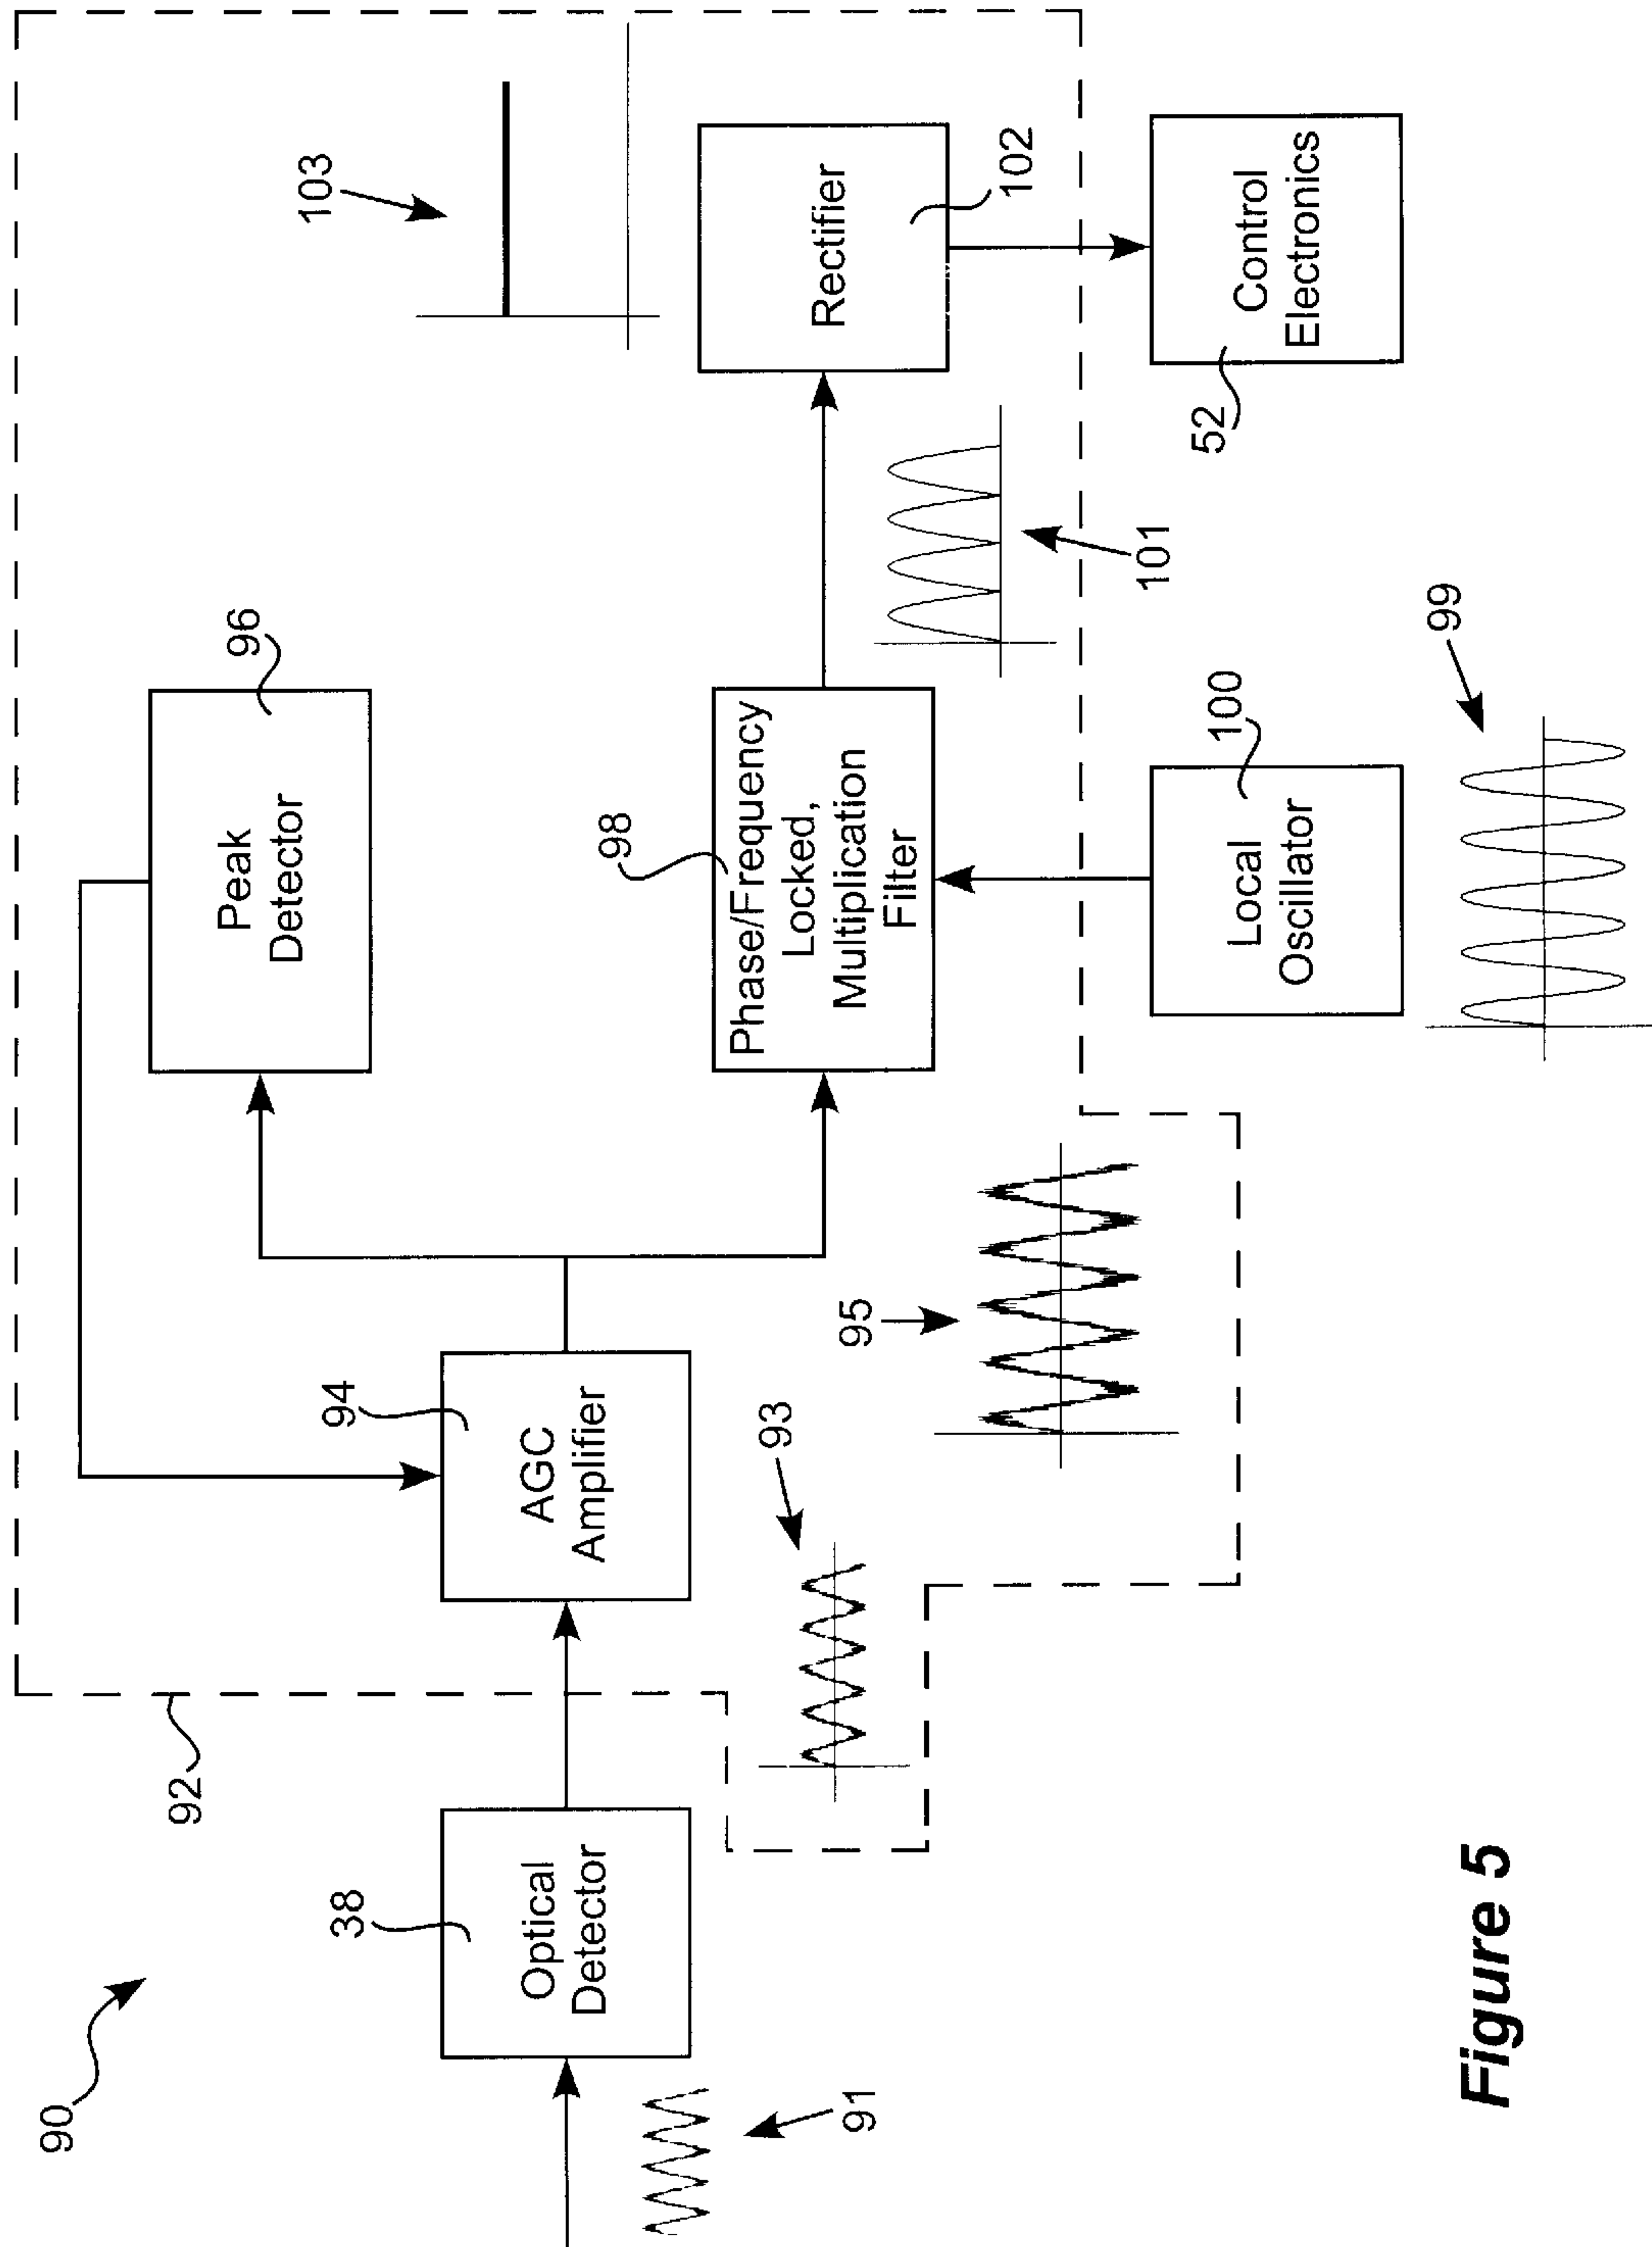 90
92
91
38
Optical
Detector
93
94
AGC
Amplifier
95
96
Peak
Detector
98
Phase/Frequency
Locked,
Multiplication
Filter
100
Local
Oscillator
99
101
103
Rectifier
102
52
Control
Electronics
Figure 5